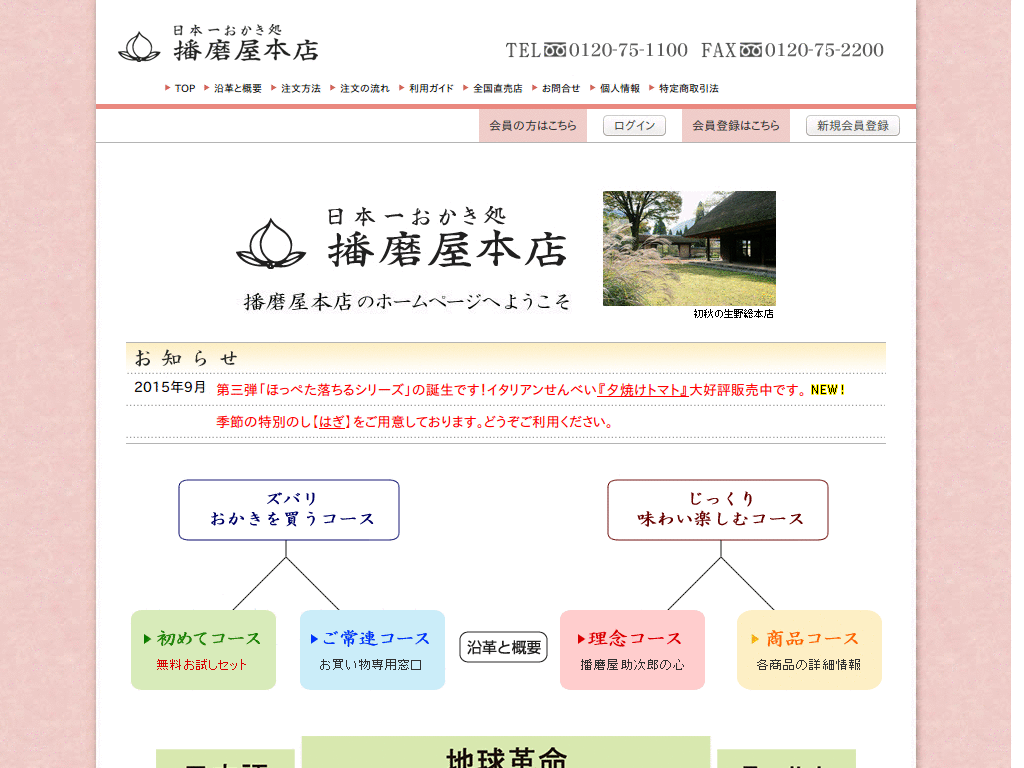 日本一おかき処
播磨屋本店
TEL 0120-75-1100 FAX 0120-75-2200
TOP 沿革と概要 注文方法 注文の流れ 利用ガイド 全国直売店 お問合せ 個人情報 特定商取引法
会員の方はこちら ログイン 会員登録はこちら 新規会員登録
日本一おかき処
播磨屋本店
播磨屋本店のホームページへようこそ
初秋の生野総本店
お知らせ
2015年9月 第三弾「ほっぺた落ちるシリーズ」の誕生です!イタリアンせんべい『夕焼けトマト』大好評販売中です。 NEW!
季節の特別のし【はぎ】をご用意しております。どうぞご利用ください。
ズバリ
おかきを買うコース
じっくり
味わい楽しむコース
初めてコース
無料お試しセット
ご常連コース
お買い物専用窓口
沿革と概要
理念コース
播磨屋助次郎の心
商品コース
各商品の詳細情報
地球革命